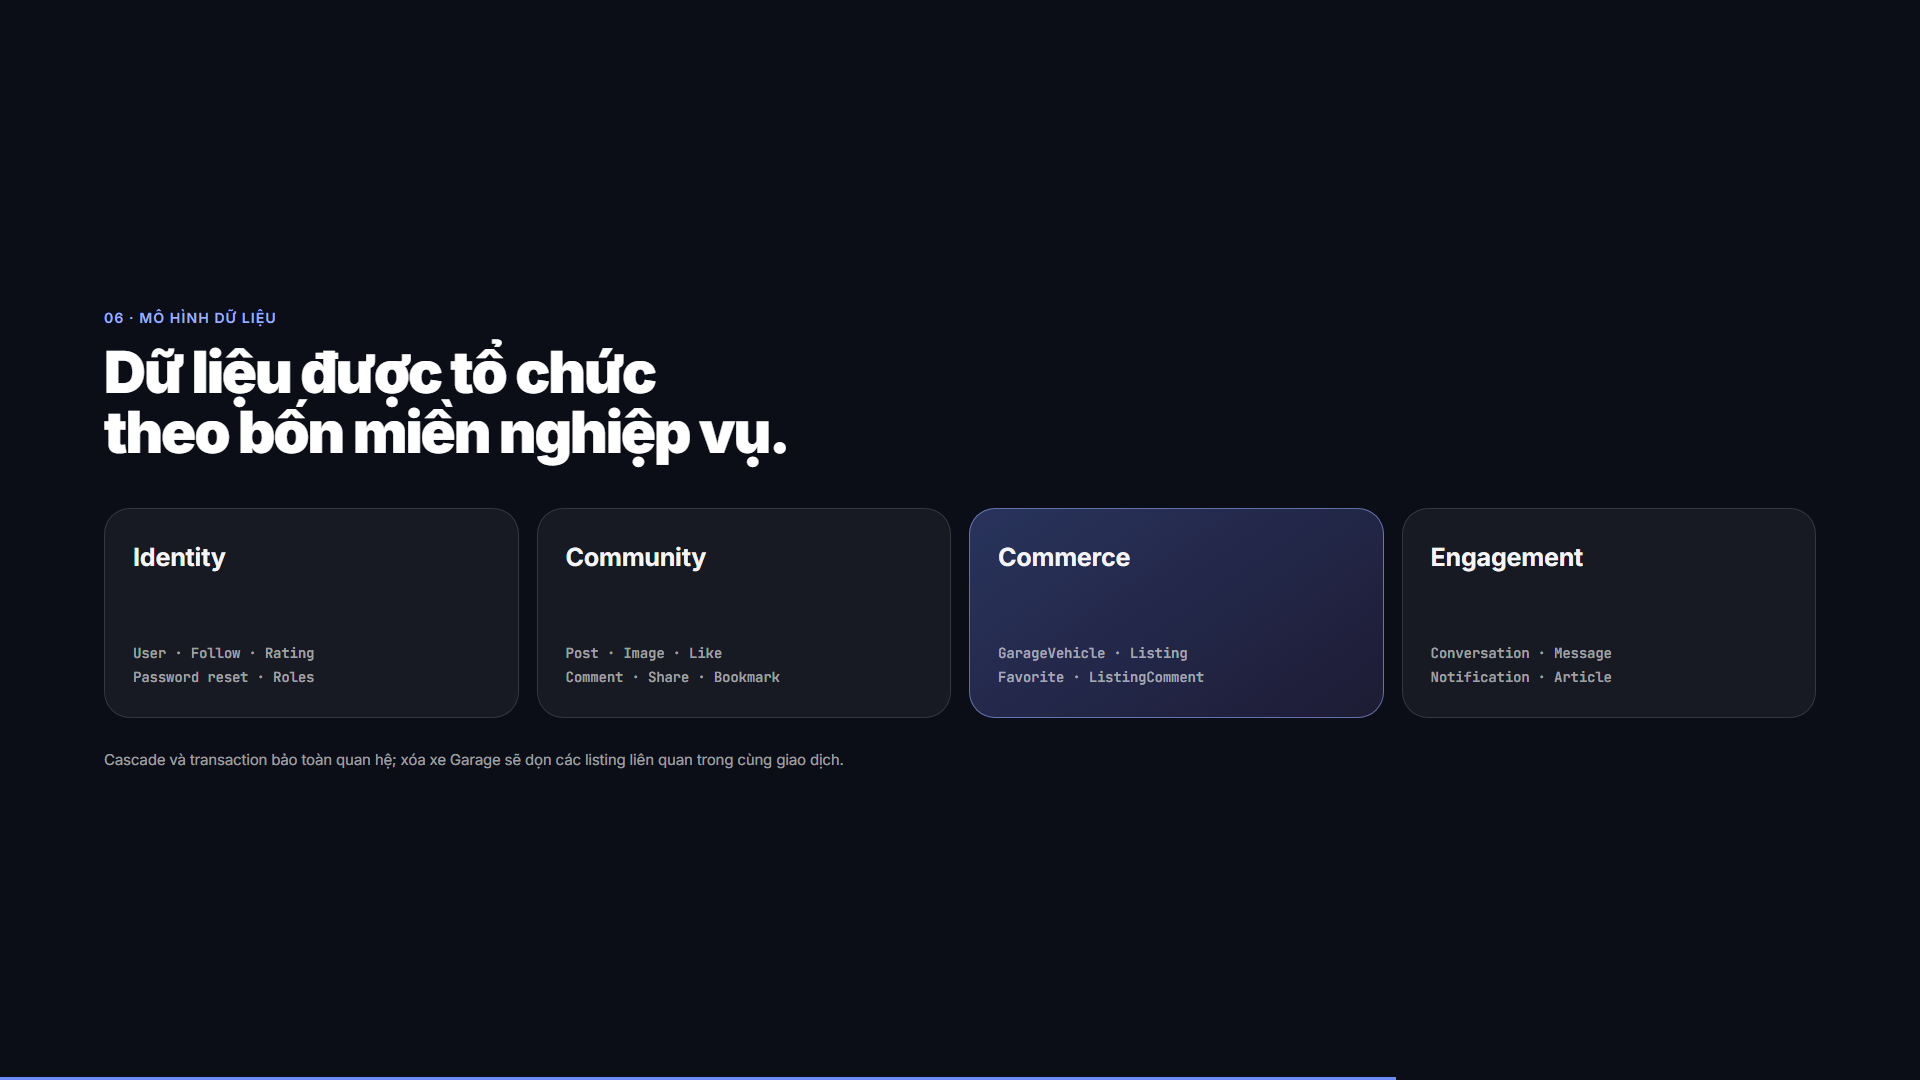 06 · MÔ HÌNH DỮ LIỆU
Dữ liệu được tổ chức
theo bốn miền nghiệp vụ.
Identity
User · Follow · Rating
Password reset · Roles
Community
Post · Image · Like
Comment · Share · Bookmark
Commerce
GarageVehicle · Listing
Favorite · ListingComment
Engagement
Conversation · Message
Notification · Article
Cascade và transaction bảo toàn quan hệ; xóa xe Garage sẽ dọn các listing liên quan trong cùng giao dịch.